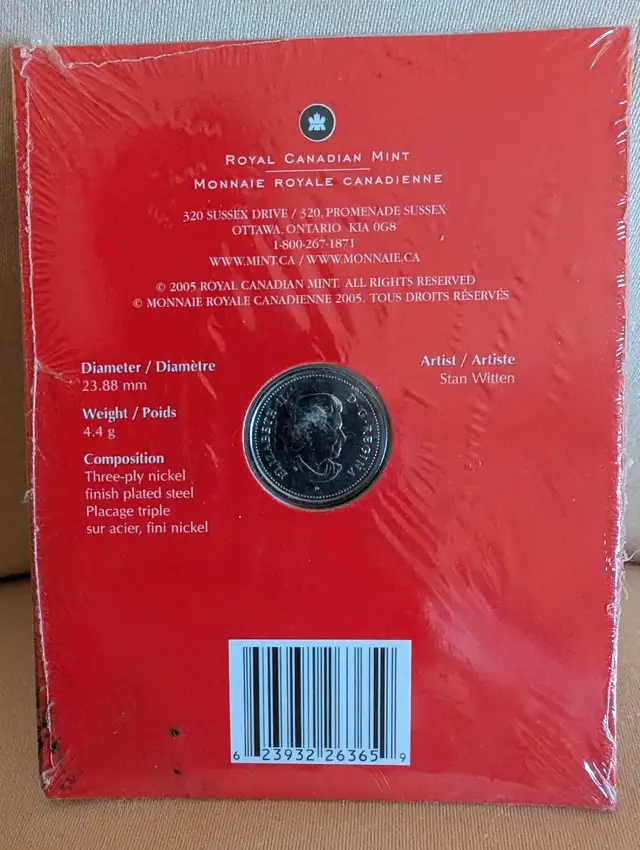 ROYAL CANADIAN MINT
MONNAIE ROYALE CANADIENNE
320 SUSSEX DRIVE / 320, PROMENADE SUSSEX
OTTAWA, ONTARIO K1A 0G8
1-800-267-1871
WWW.MINT.CA / WWW.MONNAIE.CA
© 2005 ROYAL CANADIAN MINT. ALL RIGHTS RESERVED
© MONNAIE ROYALE CANADIENNE 2005. TOUS DROITS RÉSERVÉS
Diameter / Diamètre
23.88 mm
Weight / Poids
4.4 g
Composition
Three-ply nickel
finish plated steel
Placage triple
sur acier, fini nickel
Artist / Artiste
Stan Witten
ELIZABETH II D·G·REGINA
P
6 23932 26365 9